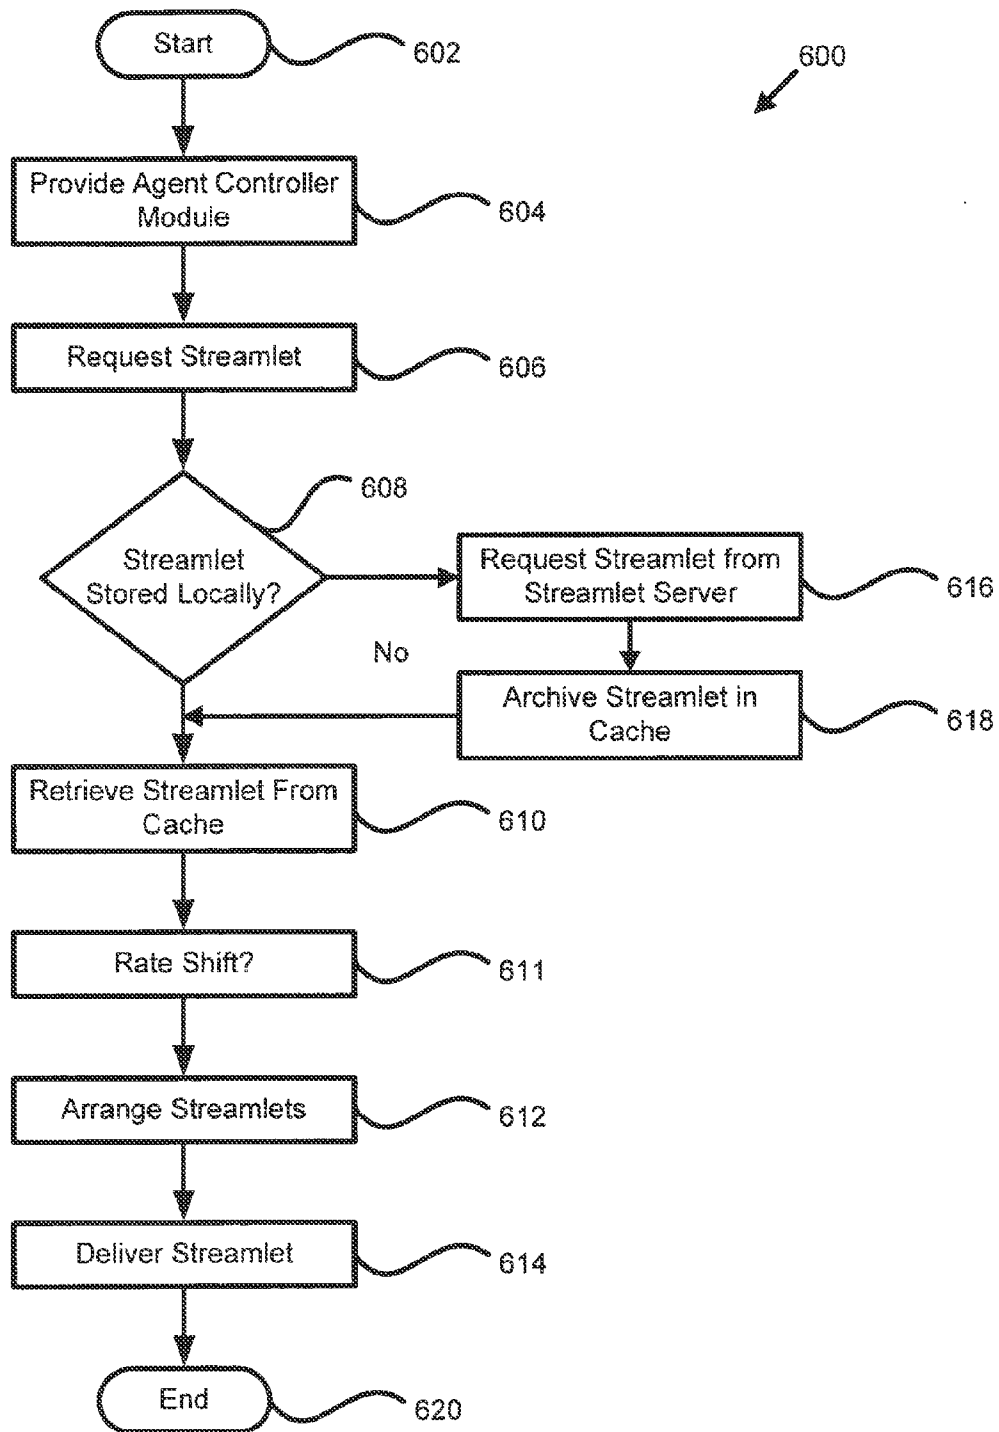 Start
602
600
Provide Agent Controller
Module
604
Request Streamlet
606
608
Streamlet
Stored Locally?
Request Streamlet from
Streamlet Server
616
No
Archive Streamlet in
Cache
618
Retrieve Streamlet From
Cache
610
Rate Shift?
611
Arrange Streamlets
612
Deliver Streamlet
614
End
620